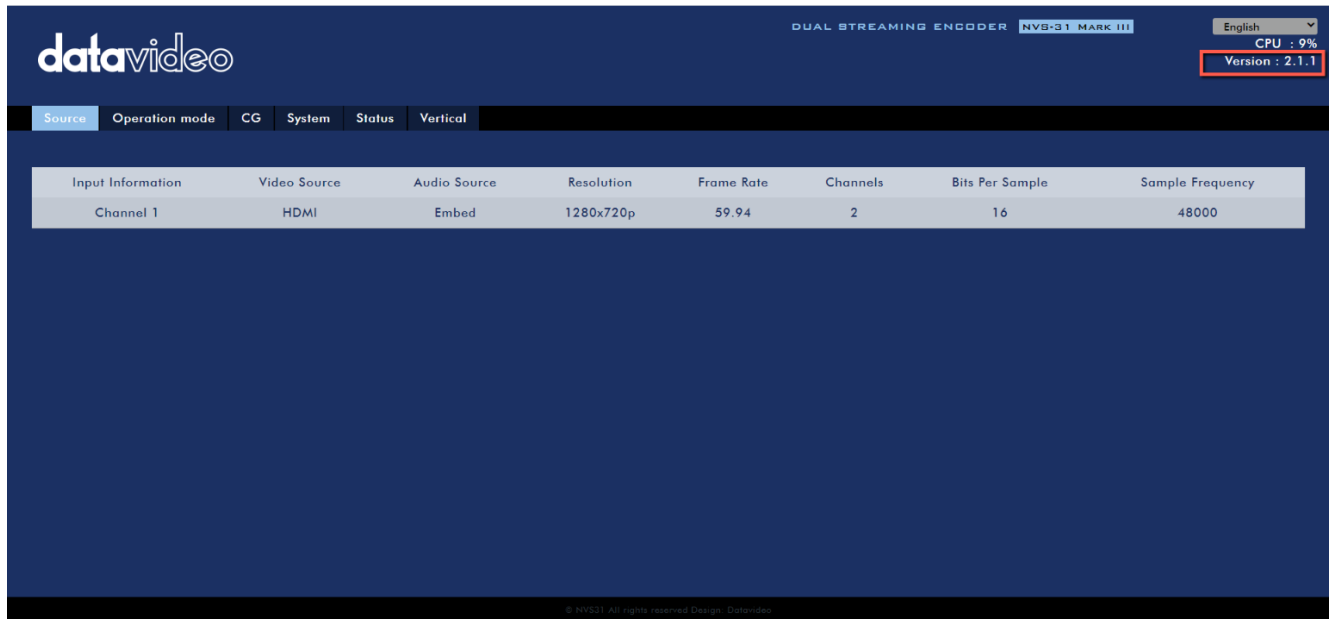 datavideo
DUAL STREAMING ENCODER NVS-31 MARK III
English
CPU : 9%
Version : 2.1.1
Source Operation mode CG System Status Vertical
Input Information Video Source Audio Source Resolution Frame Rate Channels Bits Per Sample Sample Frequency
Channel 1 HDMI Embed 1280x720p 59.94 2 16 48000
© NVS31 All rights reserved Design: Datavideo